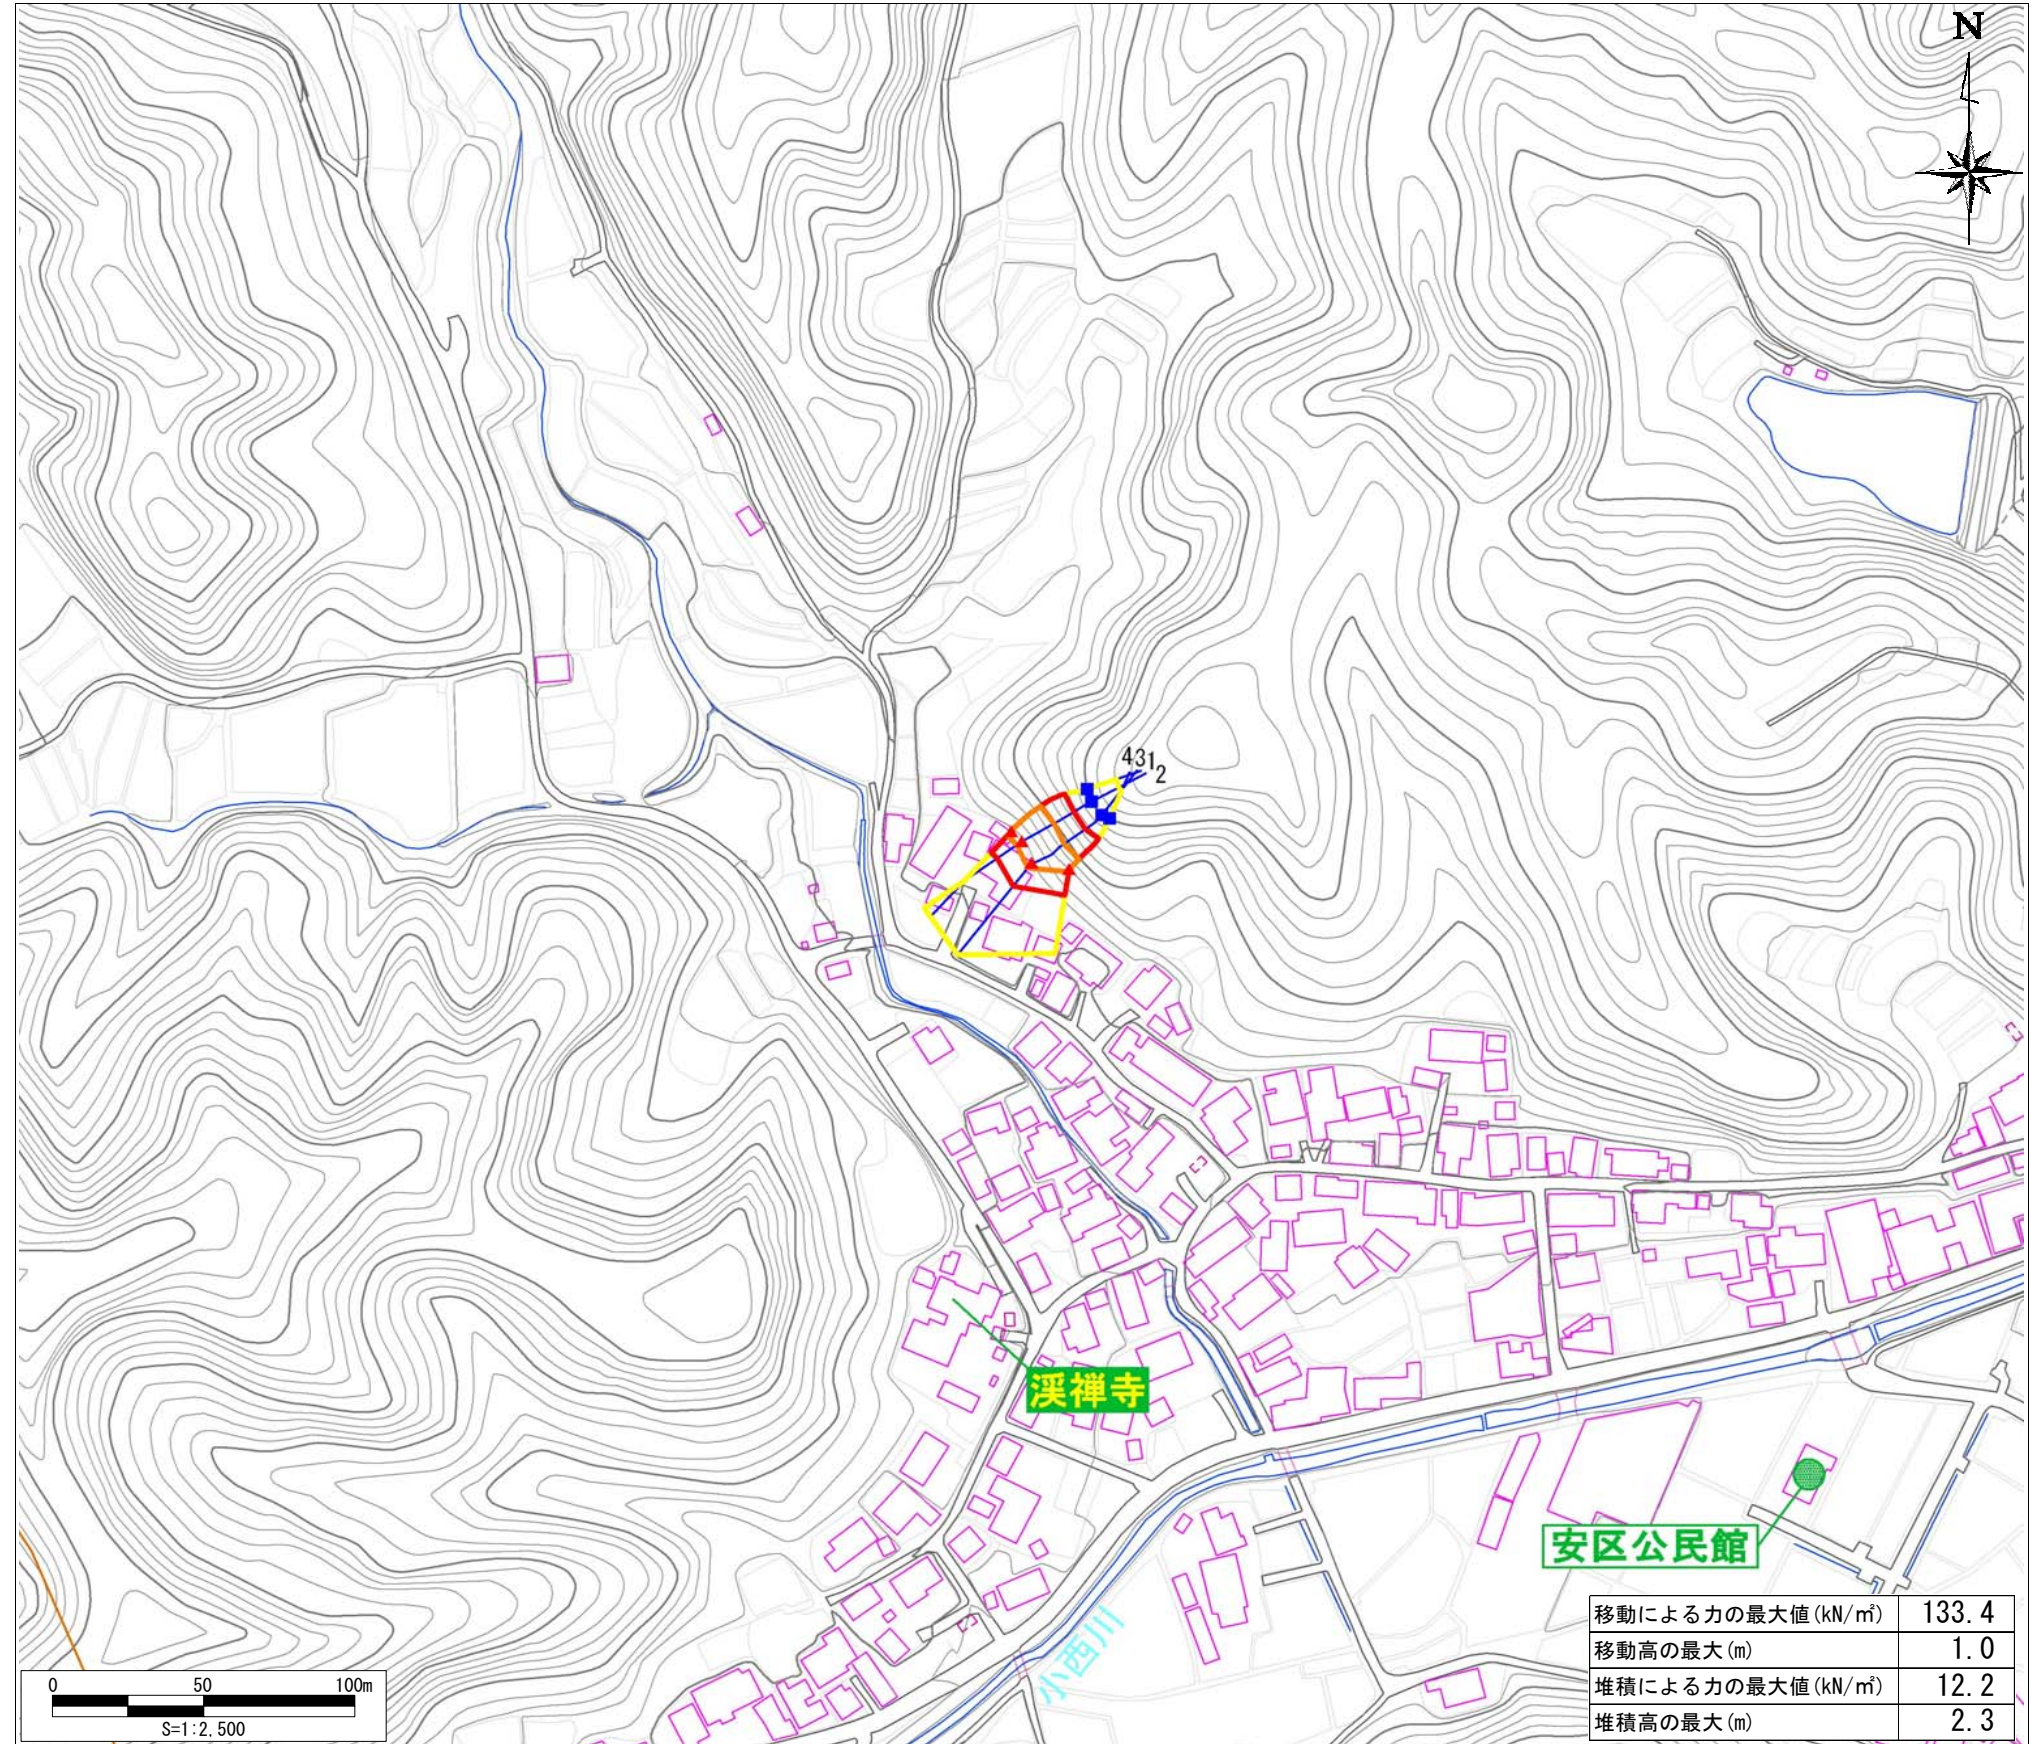 N
431
2
渓禅寺
安区公民館
小西川
移動による力の最大値(kN/㎡) 133.4
移動高の最大(m) 1.0
堆積による力の最大値(kN/㎡) 12.2
堆積高の最大(m) 2.3
0 50 100m
S=1:2,500